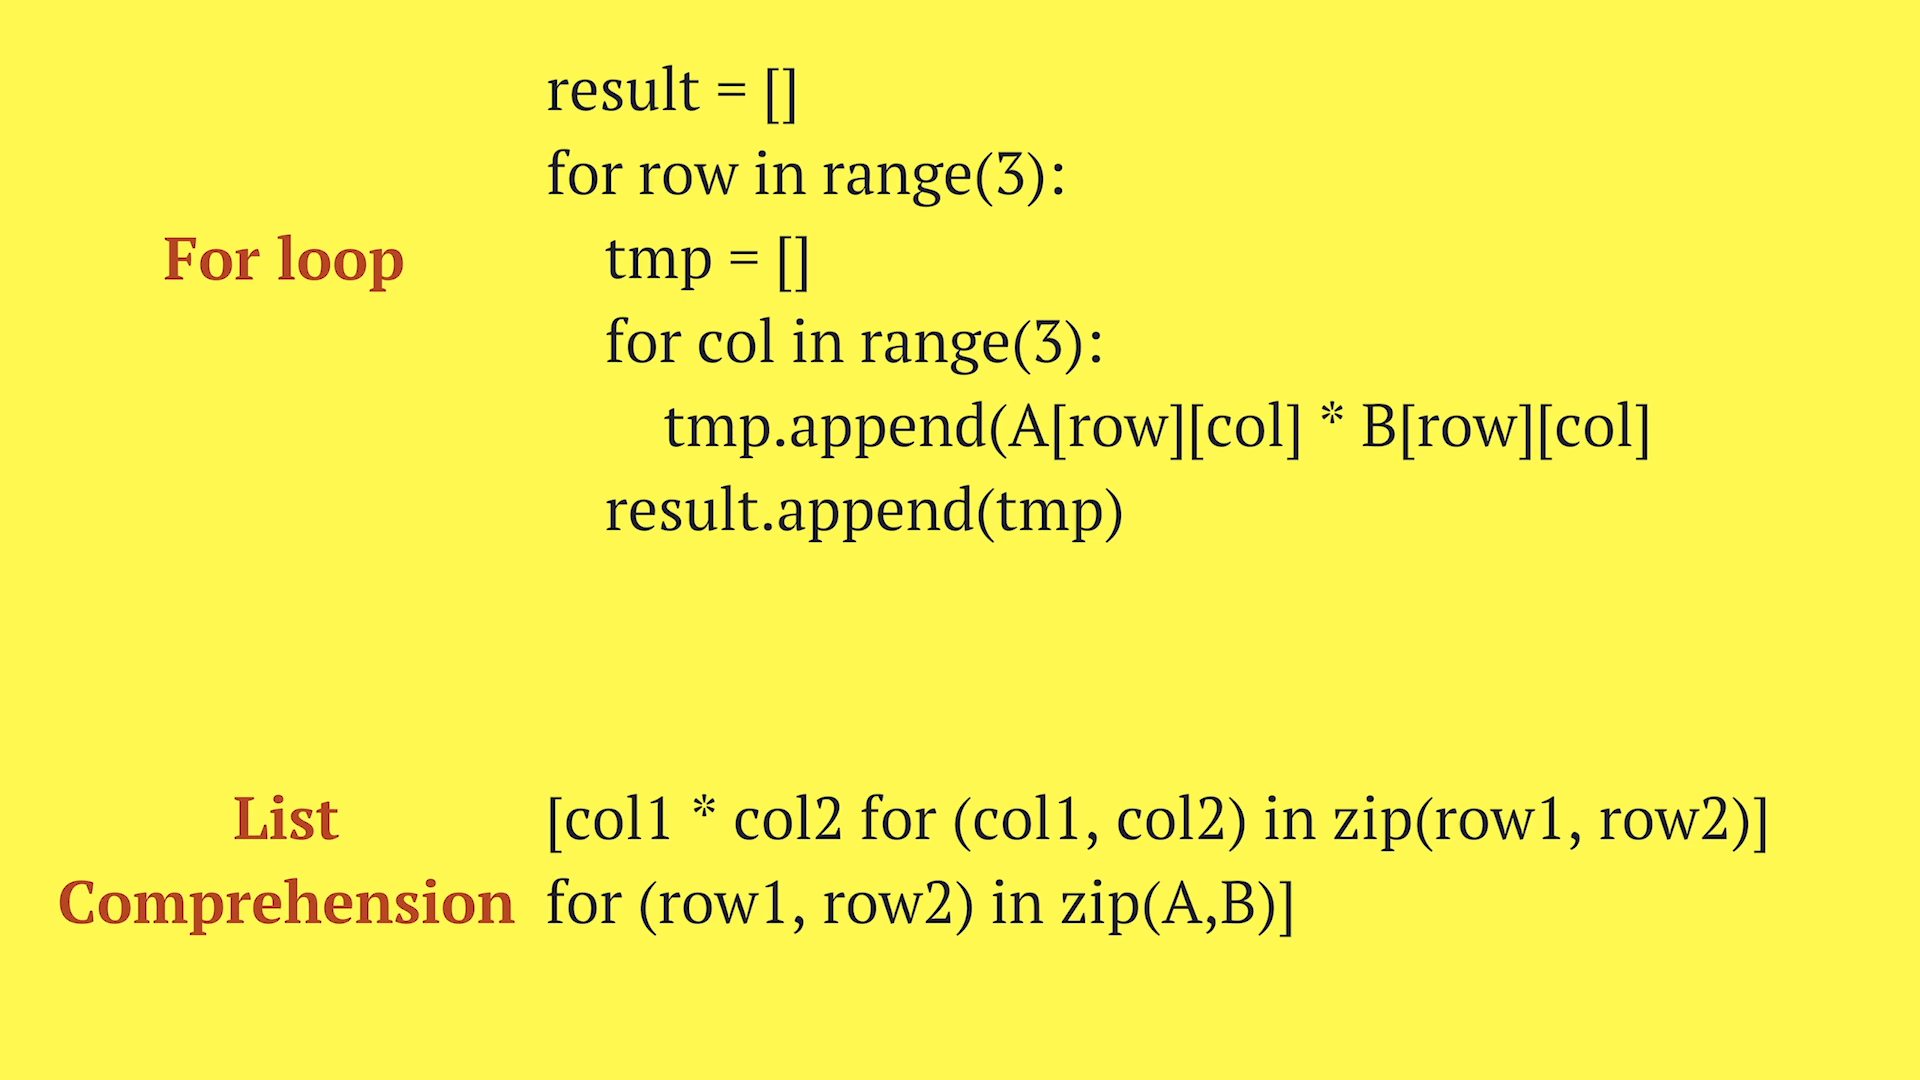 For loop
result = []
for row in range(3):
tmp = []
for col in range(3):
tmp.append(A[row][col] * B[row][col]
result.append(tmp)
List
Comprehension
[col1 * col2 for (col1, col2) in zip(row1, row2)]
for (row1, row2) in zip(A,B)]